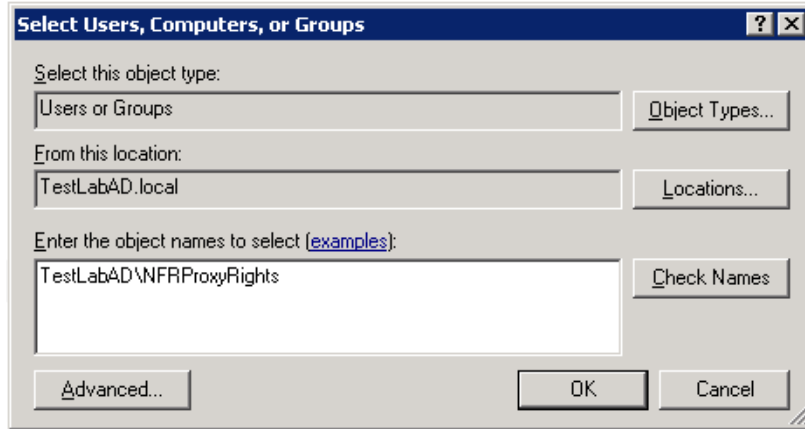 Select Users, Computers, or Groups
Select this object type:
Users or Groups
Object Types...
From this location:
TestLabAD.local
Locations...
Enter the object names to select (examples):
TestLabAD\NFRProxyRights
Check Names
Advanced...
OK
Cancel